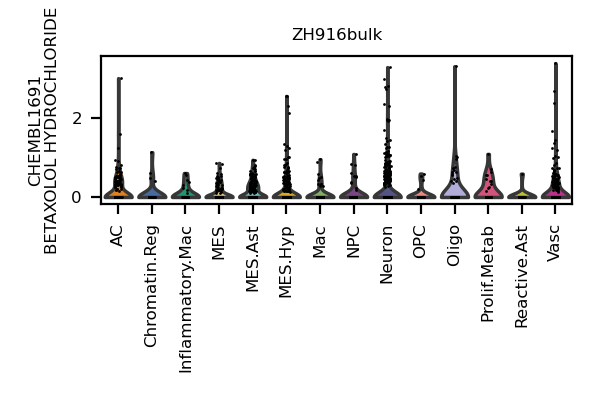 ZH916bulk
CHEMBL1691
BETAXOLOL HYDROCHLORIDE
2
0
AC
Chromatin.Reg
Inflammatory.Mac
MES
MES.Ast
MES.Hyp
Mac
NPC
Neuron
OPC
Oligo
Prolif.Metab
Reactive.Ast
Vasc